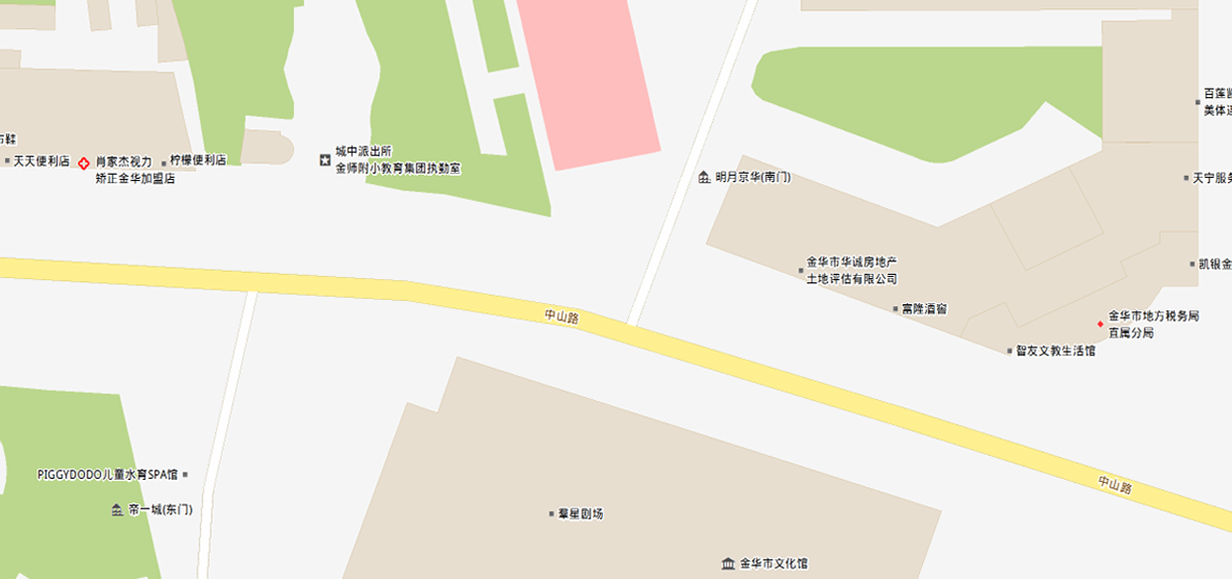 百莲
美体
布鞋
天天便利店
肖家杰视力
矫正金华加盟店
柠檬便利店
城中派出所
金师附小教育集团执勤室
明月京华(南门)
天宁服务
金华市华诚房地产
土地评估有限公司
凯银金
富隆酒窖
金华市地方税务局
直属分局
中山路
智友文教生活馆
PIGGYDODO儿童水育SPA馆
中山路
帝一城(东门)
羣星剧场
金华市文化馆